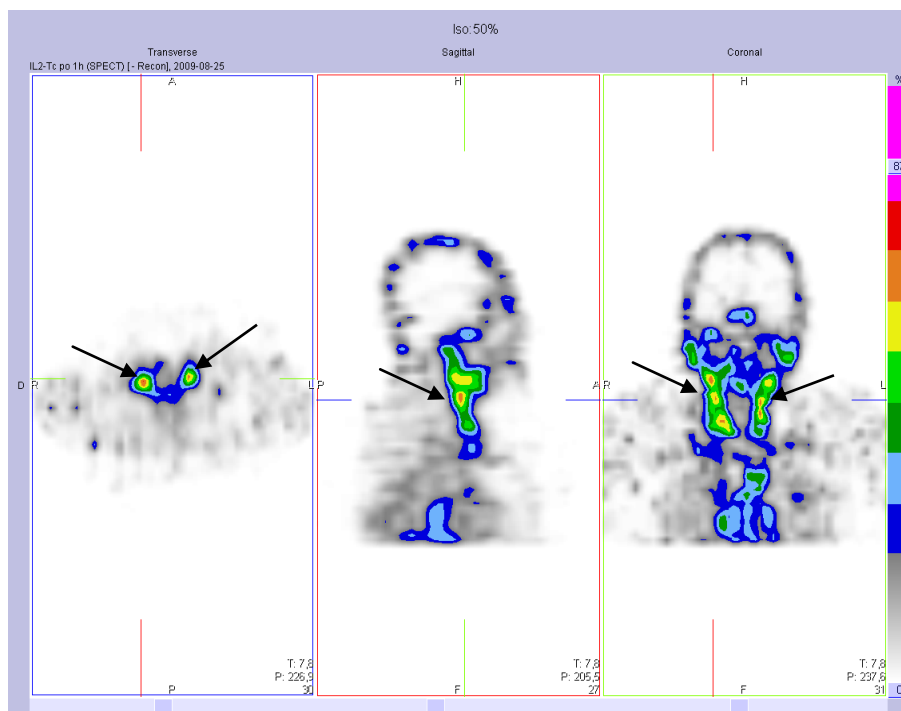 Iso:50%
Transverse
Sagittal
Coronal
IL2-Tc po 1h (SPECT) [ - Recon], 2009-08-25
A
H
H
%
D R
L
P
A
R
L
T: 7,8
P: 226,9
30
P
T: 7,8
P: 205,5
27
F
T: 7,8
P: 237,6
31
F
0